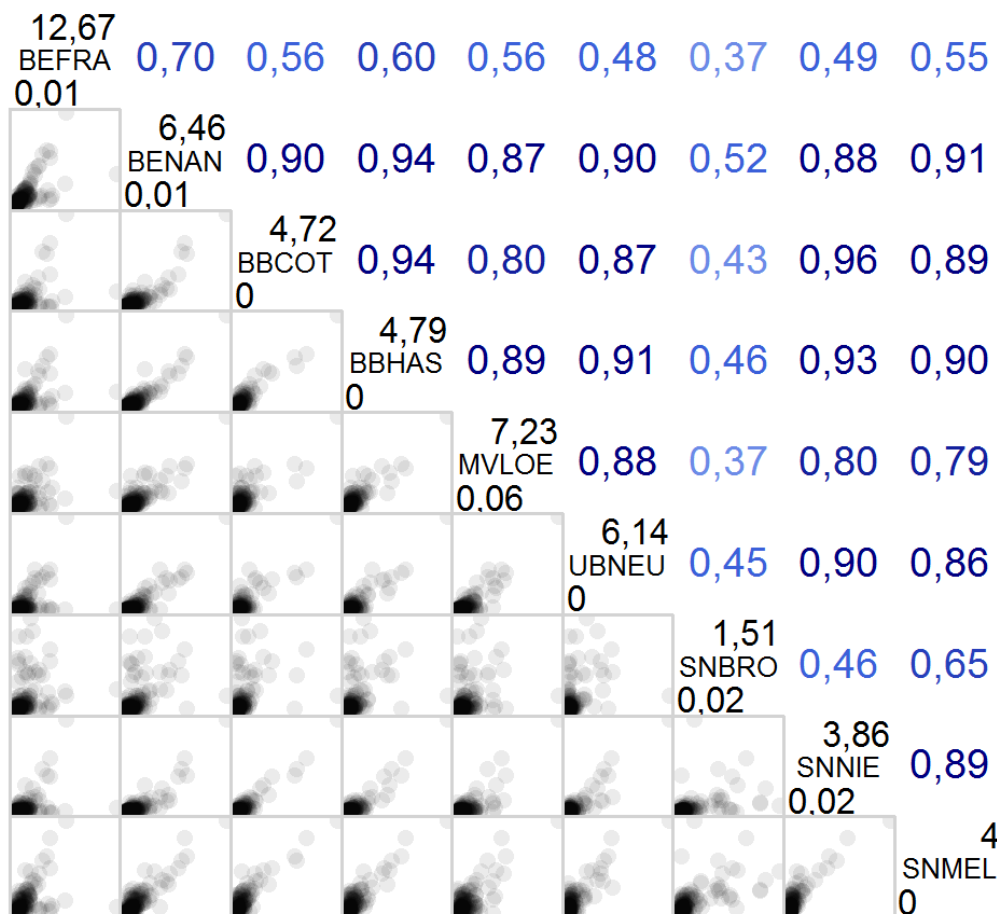 12,67
BEFRA 0,70 0,56 0,60 0,56 0,48 0,37 0,49 0,55
0,01
6,46
BENAN 0,90 0,94 0,87 0,90 0,52 0,88 0,91
0,01
4,72
BBCOT 0,94 0,80 0,87 0,43 0,96 0,89
0
4,79
BBHAS 0,89 0,91 0,46 0,93 0,90
0
7,23
MVLOE 0,88 0,37 0,80 0,79
0,06
6,14
UBNEU 0,45 0,90 0,86
0
1,51
SNBRO 0,46 0,65
0,02
3,86
SNNIE 0,89
0,02
4
SNMEL
0